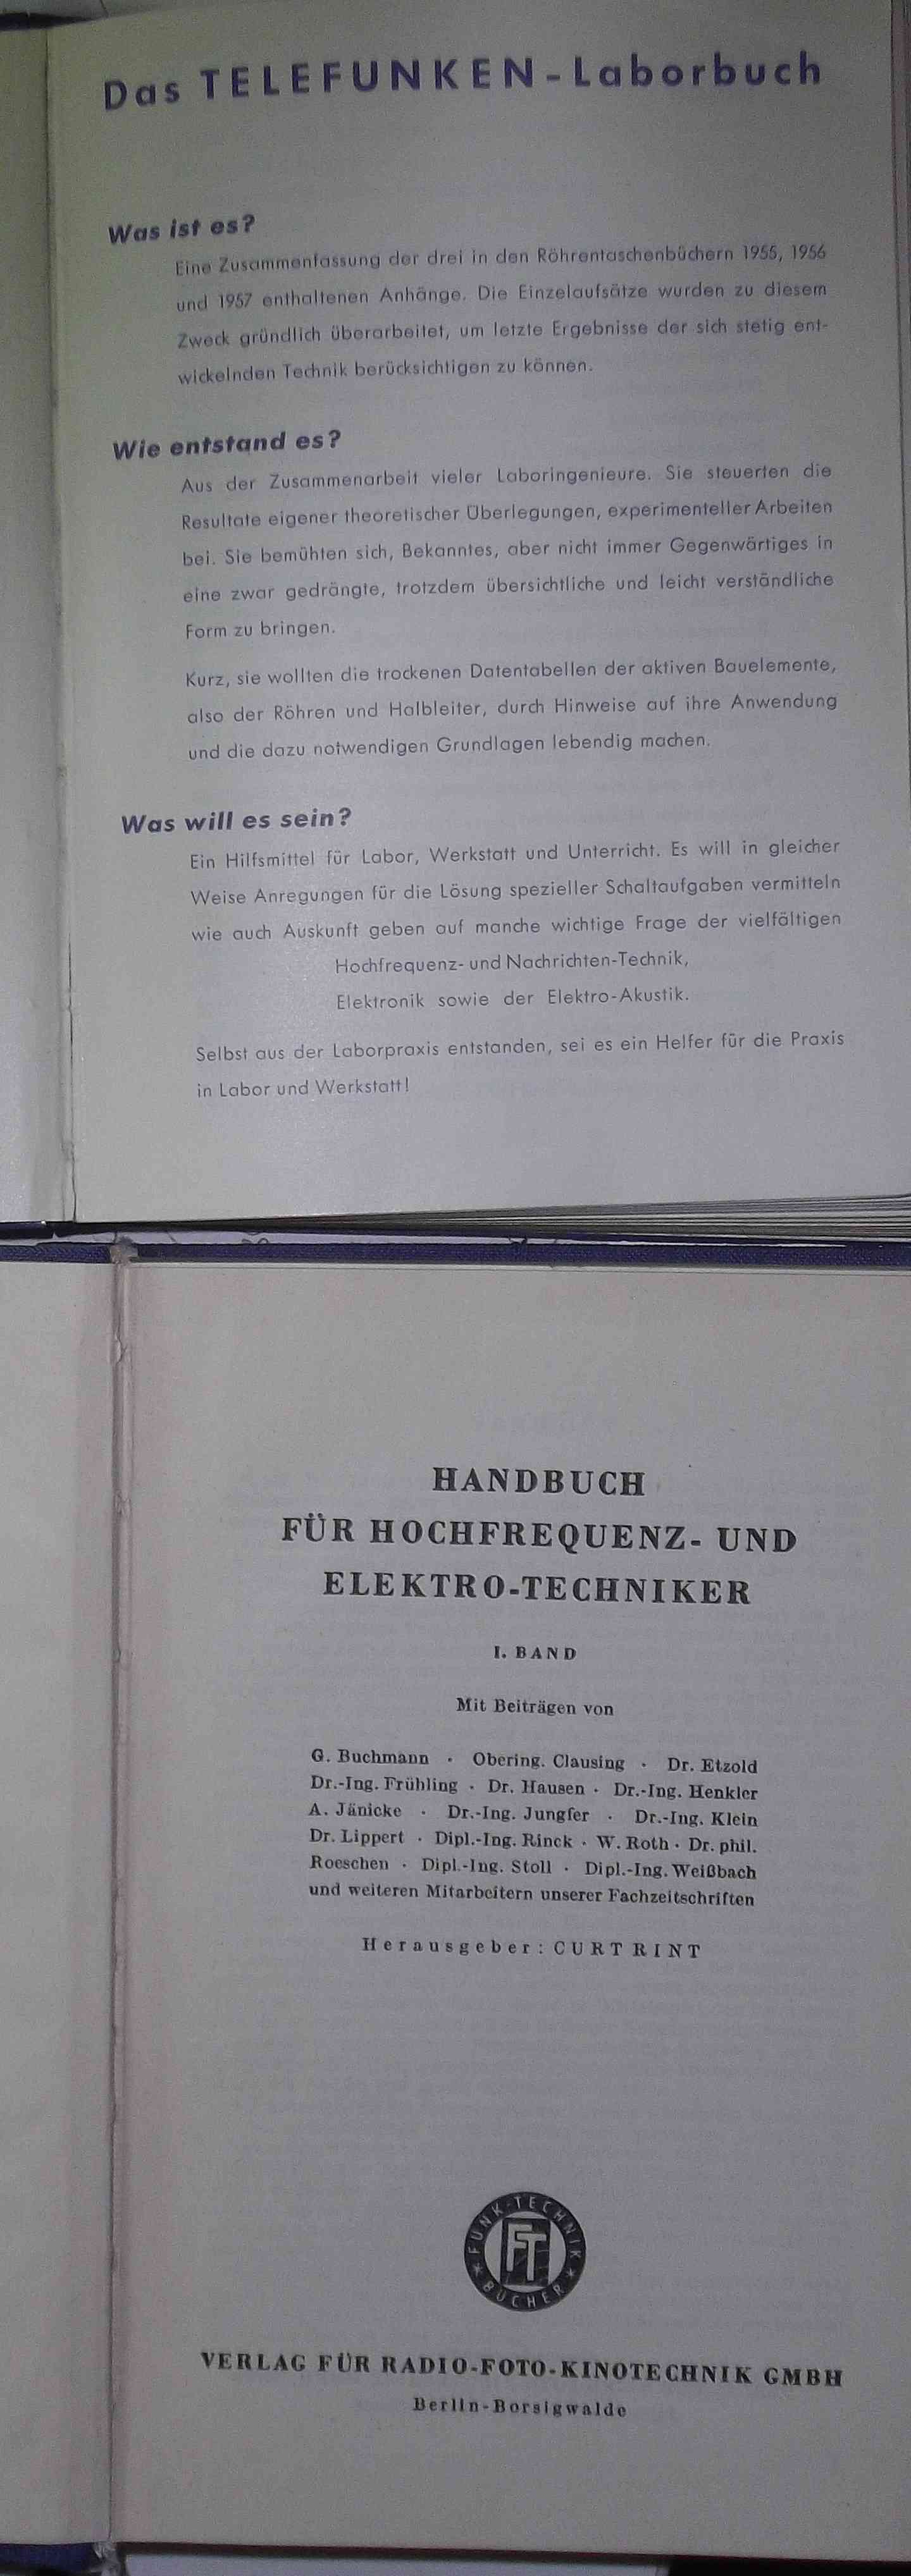 Das TELEFUNKEN-Laborbuch
Was ist es?
Eine Zusammenfassung der drei in den Röhrentaschenbüchern 1955, 1956
und 1957 enthaltenen Anhänge. Die Einzelaufsätze wurden zu diesem
Zweck gründlich überarbeitet, um letzte Ergebnisse der sich stetig ent-
wickelnden Technik berücksichtigen zu können.
Wie entstand es?
Aus der Zusammenarbeit vieler Laboringenieure. Sie steuerten die
Resultate eigener theoretischer Überlegungen, experimenteller Arbeiten
bei. Sie bemühten sich, Bekanntes, aber nicht immer Gegenwärtiges in
eine zwar gedrängte, trotzdem übersichtliche und leicht verständliche
Form zu bringen.
Kurz, sie wollten die trockenen Datentabellen der aktiven Bauelemente,
also der Röhren und Halbleiter, durch Hinweise auf ihre Anwendung
und die dazu notwendigen Grundlagen lebendig machen.
Was will es sein?
Ein Hilfsmittel für Labor, Werkstatt und Unterricht. Es will in gleicher
Weise Anregungen für die Lösung spezieller Schaltaufgaben vermitteln
wie auch Auskunft geben auf manche wichtige Frage der vielfältigen
Hochfrequenz- und Nachrichten-Technik,
Elektronik sowie der Elektro-Akustik.
Selbst aus der Laborpraxis entstanden, sei es ein Helfer für die Praxis
in Labor und Werkstatt!
HANDBUCH
FÜR HOCHFREQUENZ- UND
ELEKTRO-TECHNIKER
I. BAND
Mit Beiträgen von
G. Buchmann · Obering. Clausing · Dr. Etzold
Dr.-Ing. Frühling · Dr. Hausen · Dr.-Ing. Henkler
A. Jänicke · Dr.-Ing. Jungfer · Dr.-Ing. Klein
Dr. Lippert · Dipl.-Ing. Rinck · W. Roth · Dr. phil.
Roeschen · Dipl.-Ing. Stoll · Dipl.-Ing. Weißbach
und weiteren Mitarbeitern unserer Fachzeitschriften
Herausgeber: CURT RINT
FUNK-TECHNIK
FT
* BÜCHER *
VERLAG FÜR RADIO-FOTO-KINOTECHNIK GMBH
Berlin-Borsigwalde